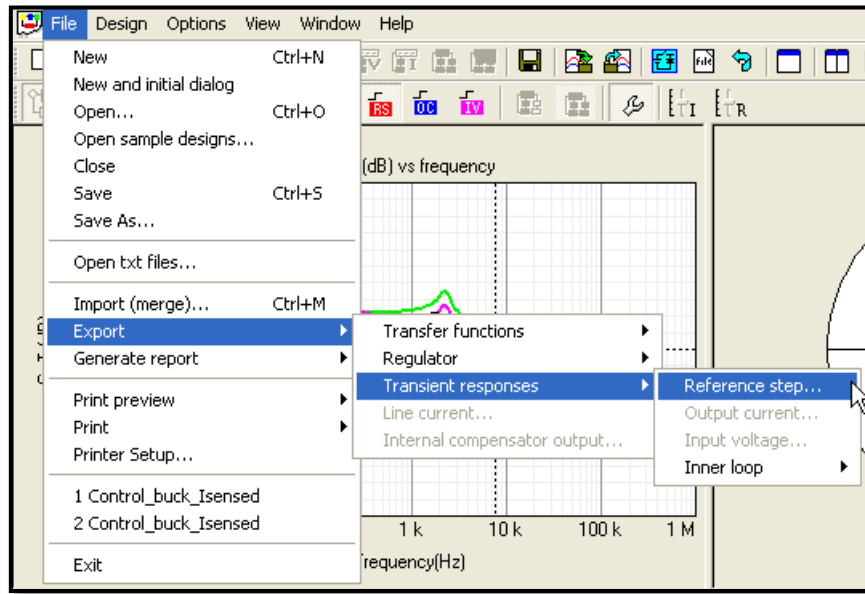 File Design Options View Window Help
New Ctrl+N
New and initial dialog
Open... Ctrl+O
Open sample designs...
Close
Save Ctrl+S
Save As...
Open txt files...
Import (merge)... Ctrl+M
Export
Generate report
Print preview
Print
Printer Setup...
1 Control_buck_Isensed
2 Control_buck_Isensed
Exit
RS OC IV
I R
(dB) vs frequency
Transfer functions
Regulator
Transient responses
Line current...
Internal compensator output...
Reference step...
Output current...
Input voltage...
Inner loop
1 k 10 k 100 k 1 M
requency(Hz)